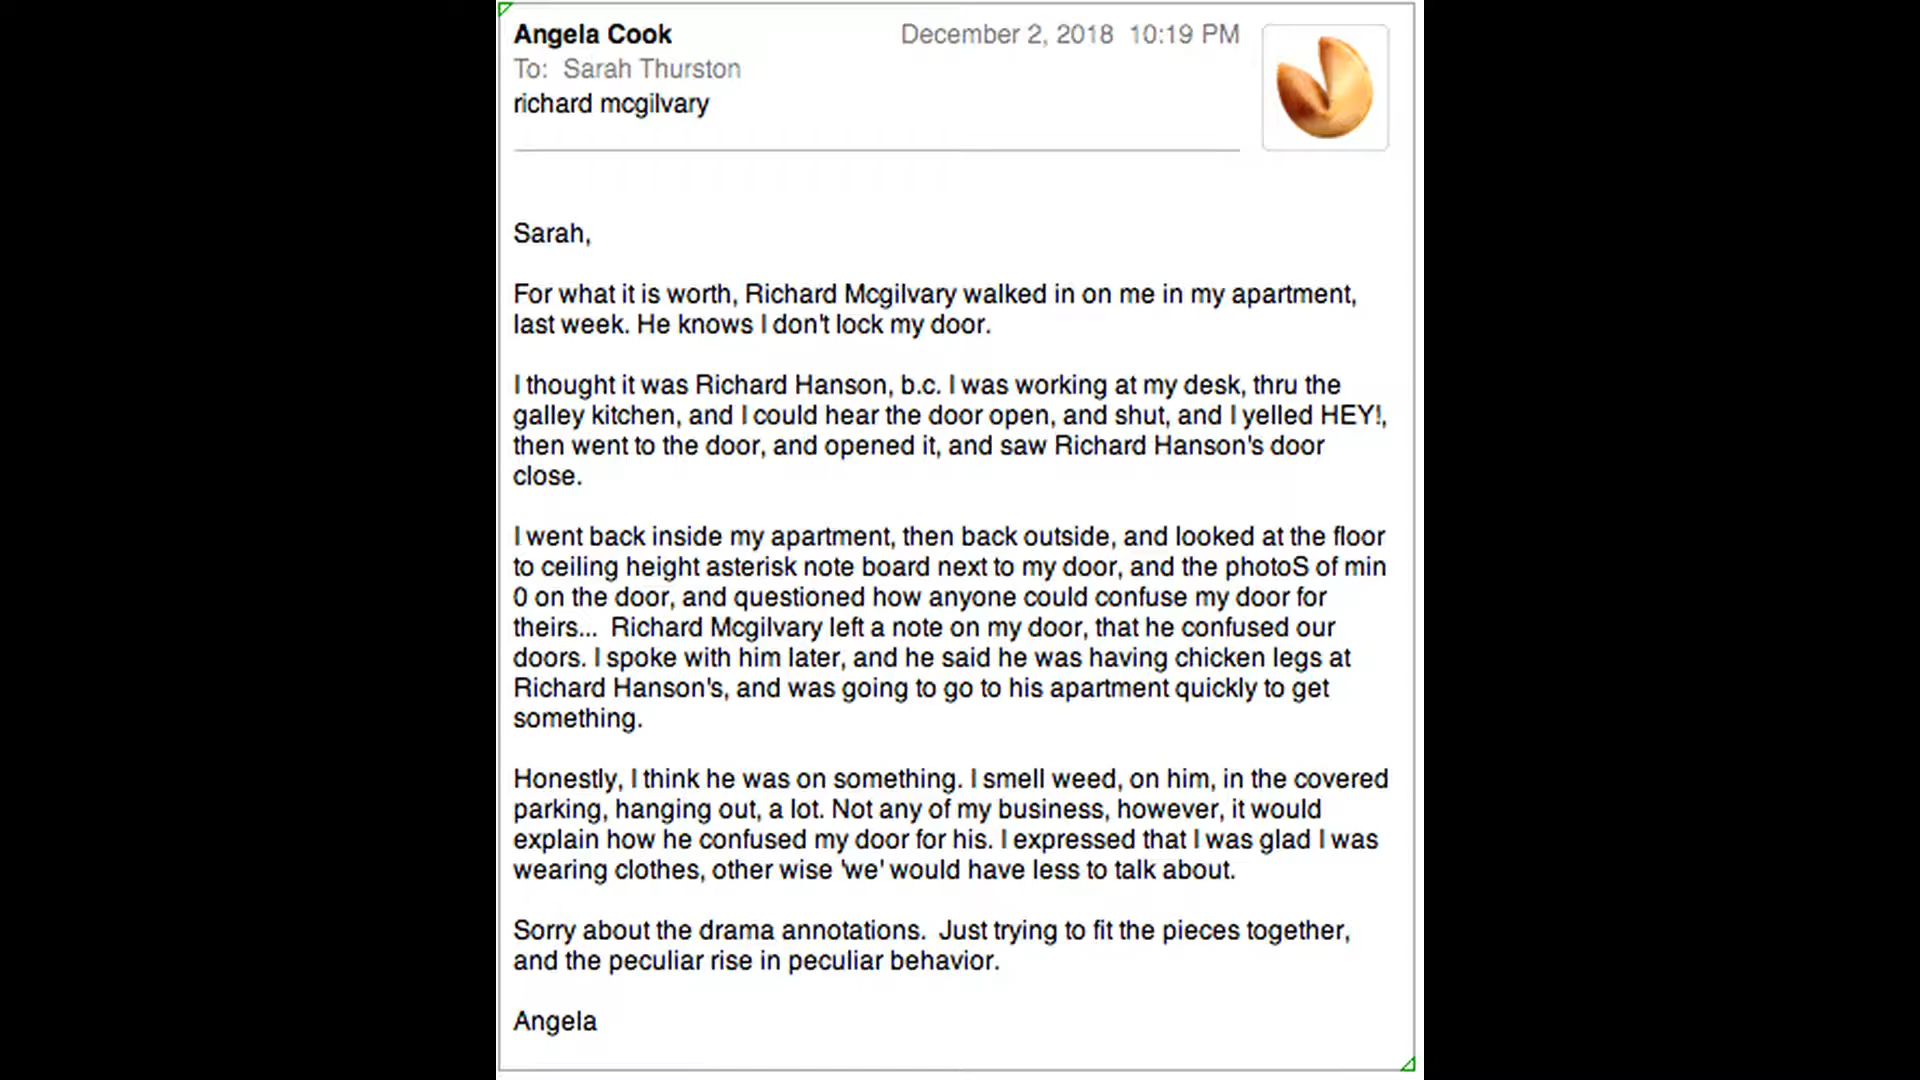 Angela Cook
December 2, 2018 10:19 PM
To: Sarah Thurston
richard mcgilvary
Sarah,
For what it is worth, Richard Mcgilvary walked in on me in my apartment,
last week. He knows I don't lock my door.
I thought it was Richard Hanson, b.c. I was working at my desk, thru the
galley kitchen, and I could hear the door open, and shut, and I yelled HEY!,
then went to the door, and opened it, and saw Richard Hanson's door
close.
I went back inside my apartment, then back outside, and looked at the floor
to ceiling height asterisk note board next to my door, and the photoS of min
0 on the door, and questioned how anyone could confuse my door for
theirs...  Richard Mcgilvary left a note on my door, that he confused our
doors. I spoke with him later, and he said he was having chicken legs at
Richard Hanson's, and was going to go to his apartment quickly to get
something.
Honestly, I think he was on something. I smell weed, on him, in the covered
parking, hanging out, a lot. Not any of my business, however, it would
explain how he confused my door for his. I expressed that I was glad I was
wearing clothes, other wise 'we' would have less to talk about.
Sorry about the drama annotations.  Just trying to fit the pieces together,
and the peculiar rise in peculiar behavior.
Angela